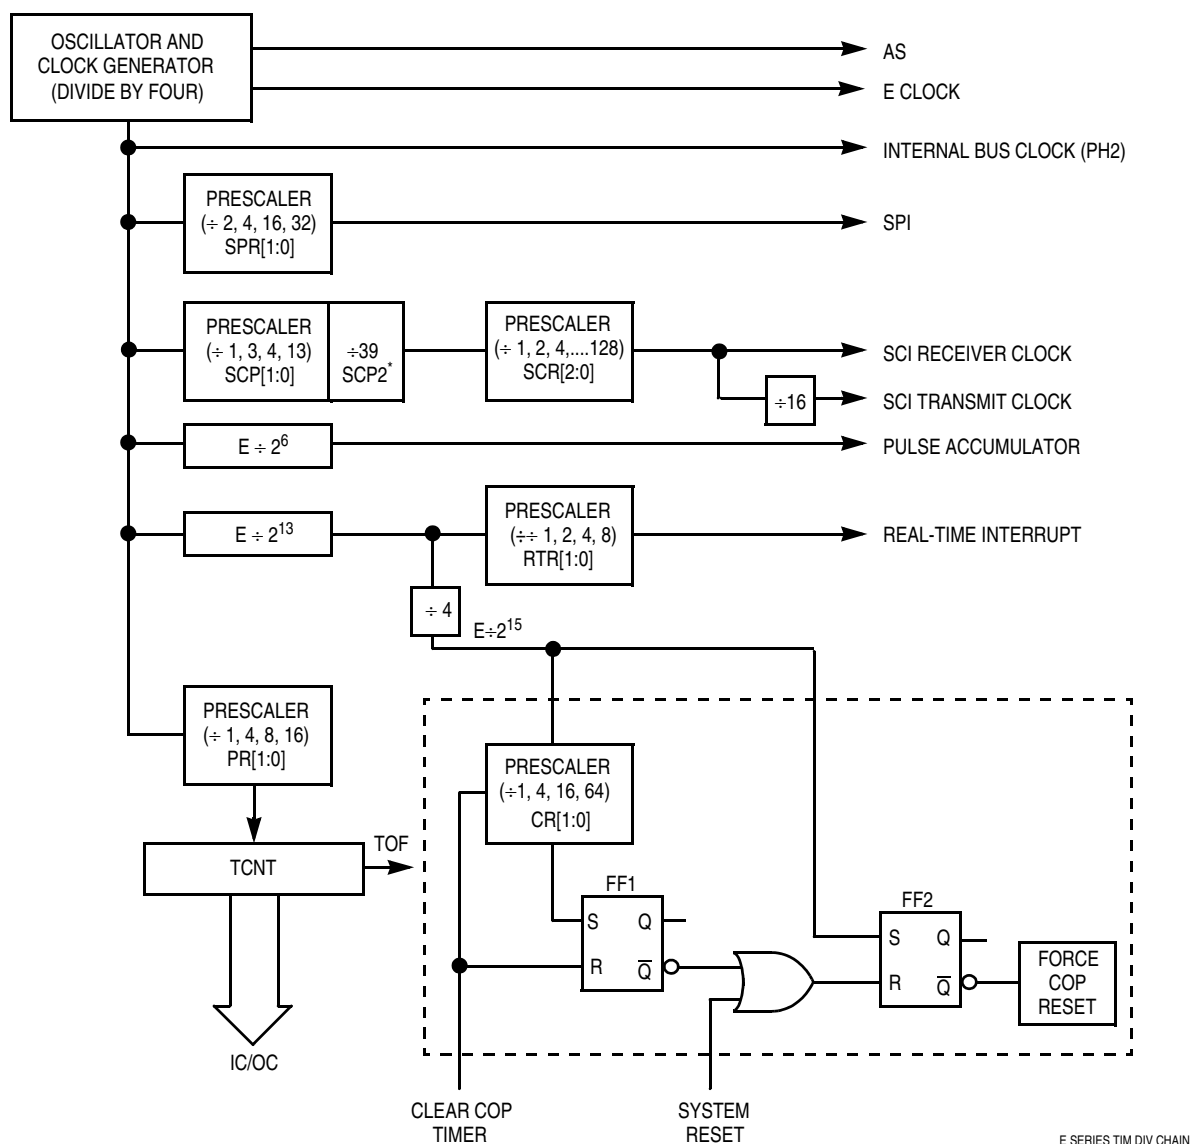 OSCILLATOR AND
CLOCK GENERATOR
(DIVIDE BY FOUR)
AS
E CLOCK
INTERNAL BUS CLOCK (PH2)
PRESCALER
(÷ 2, 4, 16, 32)
SPR[1:0]
SPI
PRESCALER
(÷ 1, 3, 4, 13)
SCP[1:0]
÷39
SCP2*
PRESCALER
(÷ 1, 2, 4,....128)
SCR[2:0]
SCI RECEIVER CLOCK
÷16
SCI TRANSMIT CLOCK
E ÷ 2⁶
PULSE ACCUMULATOR
E ÷ 2¹³
PRESCALER
(÷÷ 1, 2, 4, 8)
RTR[1:0]
REAL-TIME INTERRUPT
÷ 4
E÷2¹⁵
PRESCALER
(÷ 1, 4, 8, 16)
PR[1:0]
PRESCALER
(÷1, 4, 16, 64)
CR[1:0]
TCNT
TOF
FF1
S Q
R Q̅
FF2
S Q
R Q̅
FORCE
COP
RESET
IC/OC
CLEAR COP
TIMER
SYSTEM
RESET
E SERIES TIM DIV CHAIN